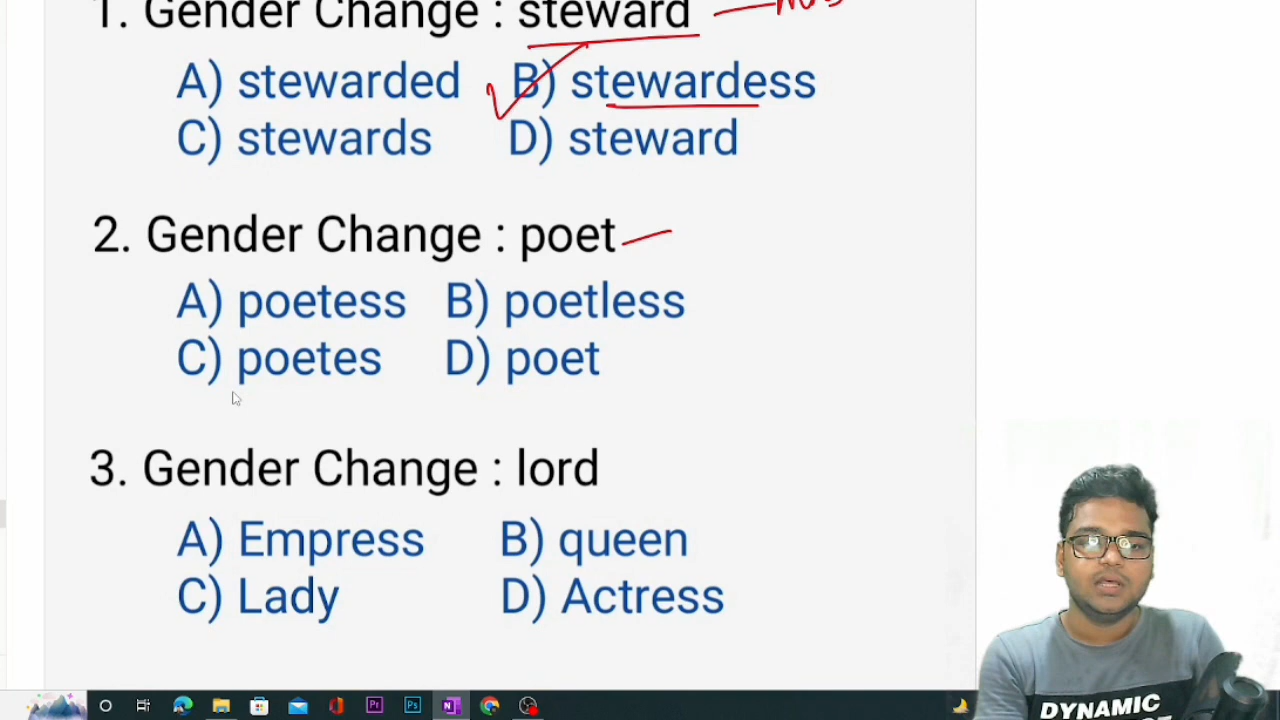 1. Gender Change : steward
A) stewarded B) stewardess
C) stewards D) steward
2. Gender Change : poet
A) poetess B) poetless
C) poetes D) poet
3. Gender Change : lord
A) Empress B) queen
C) Lady D) Actress
DYNAMIC